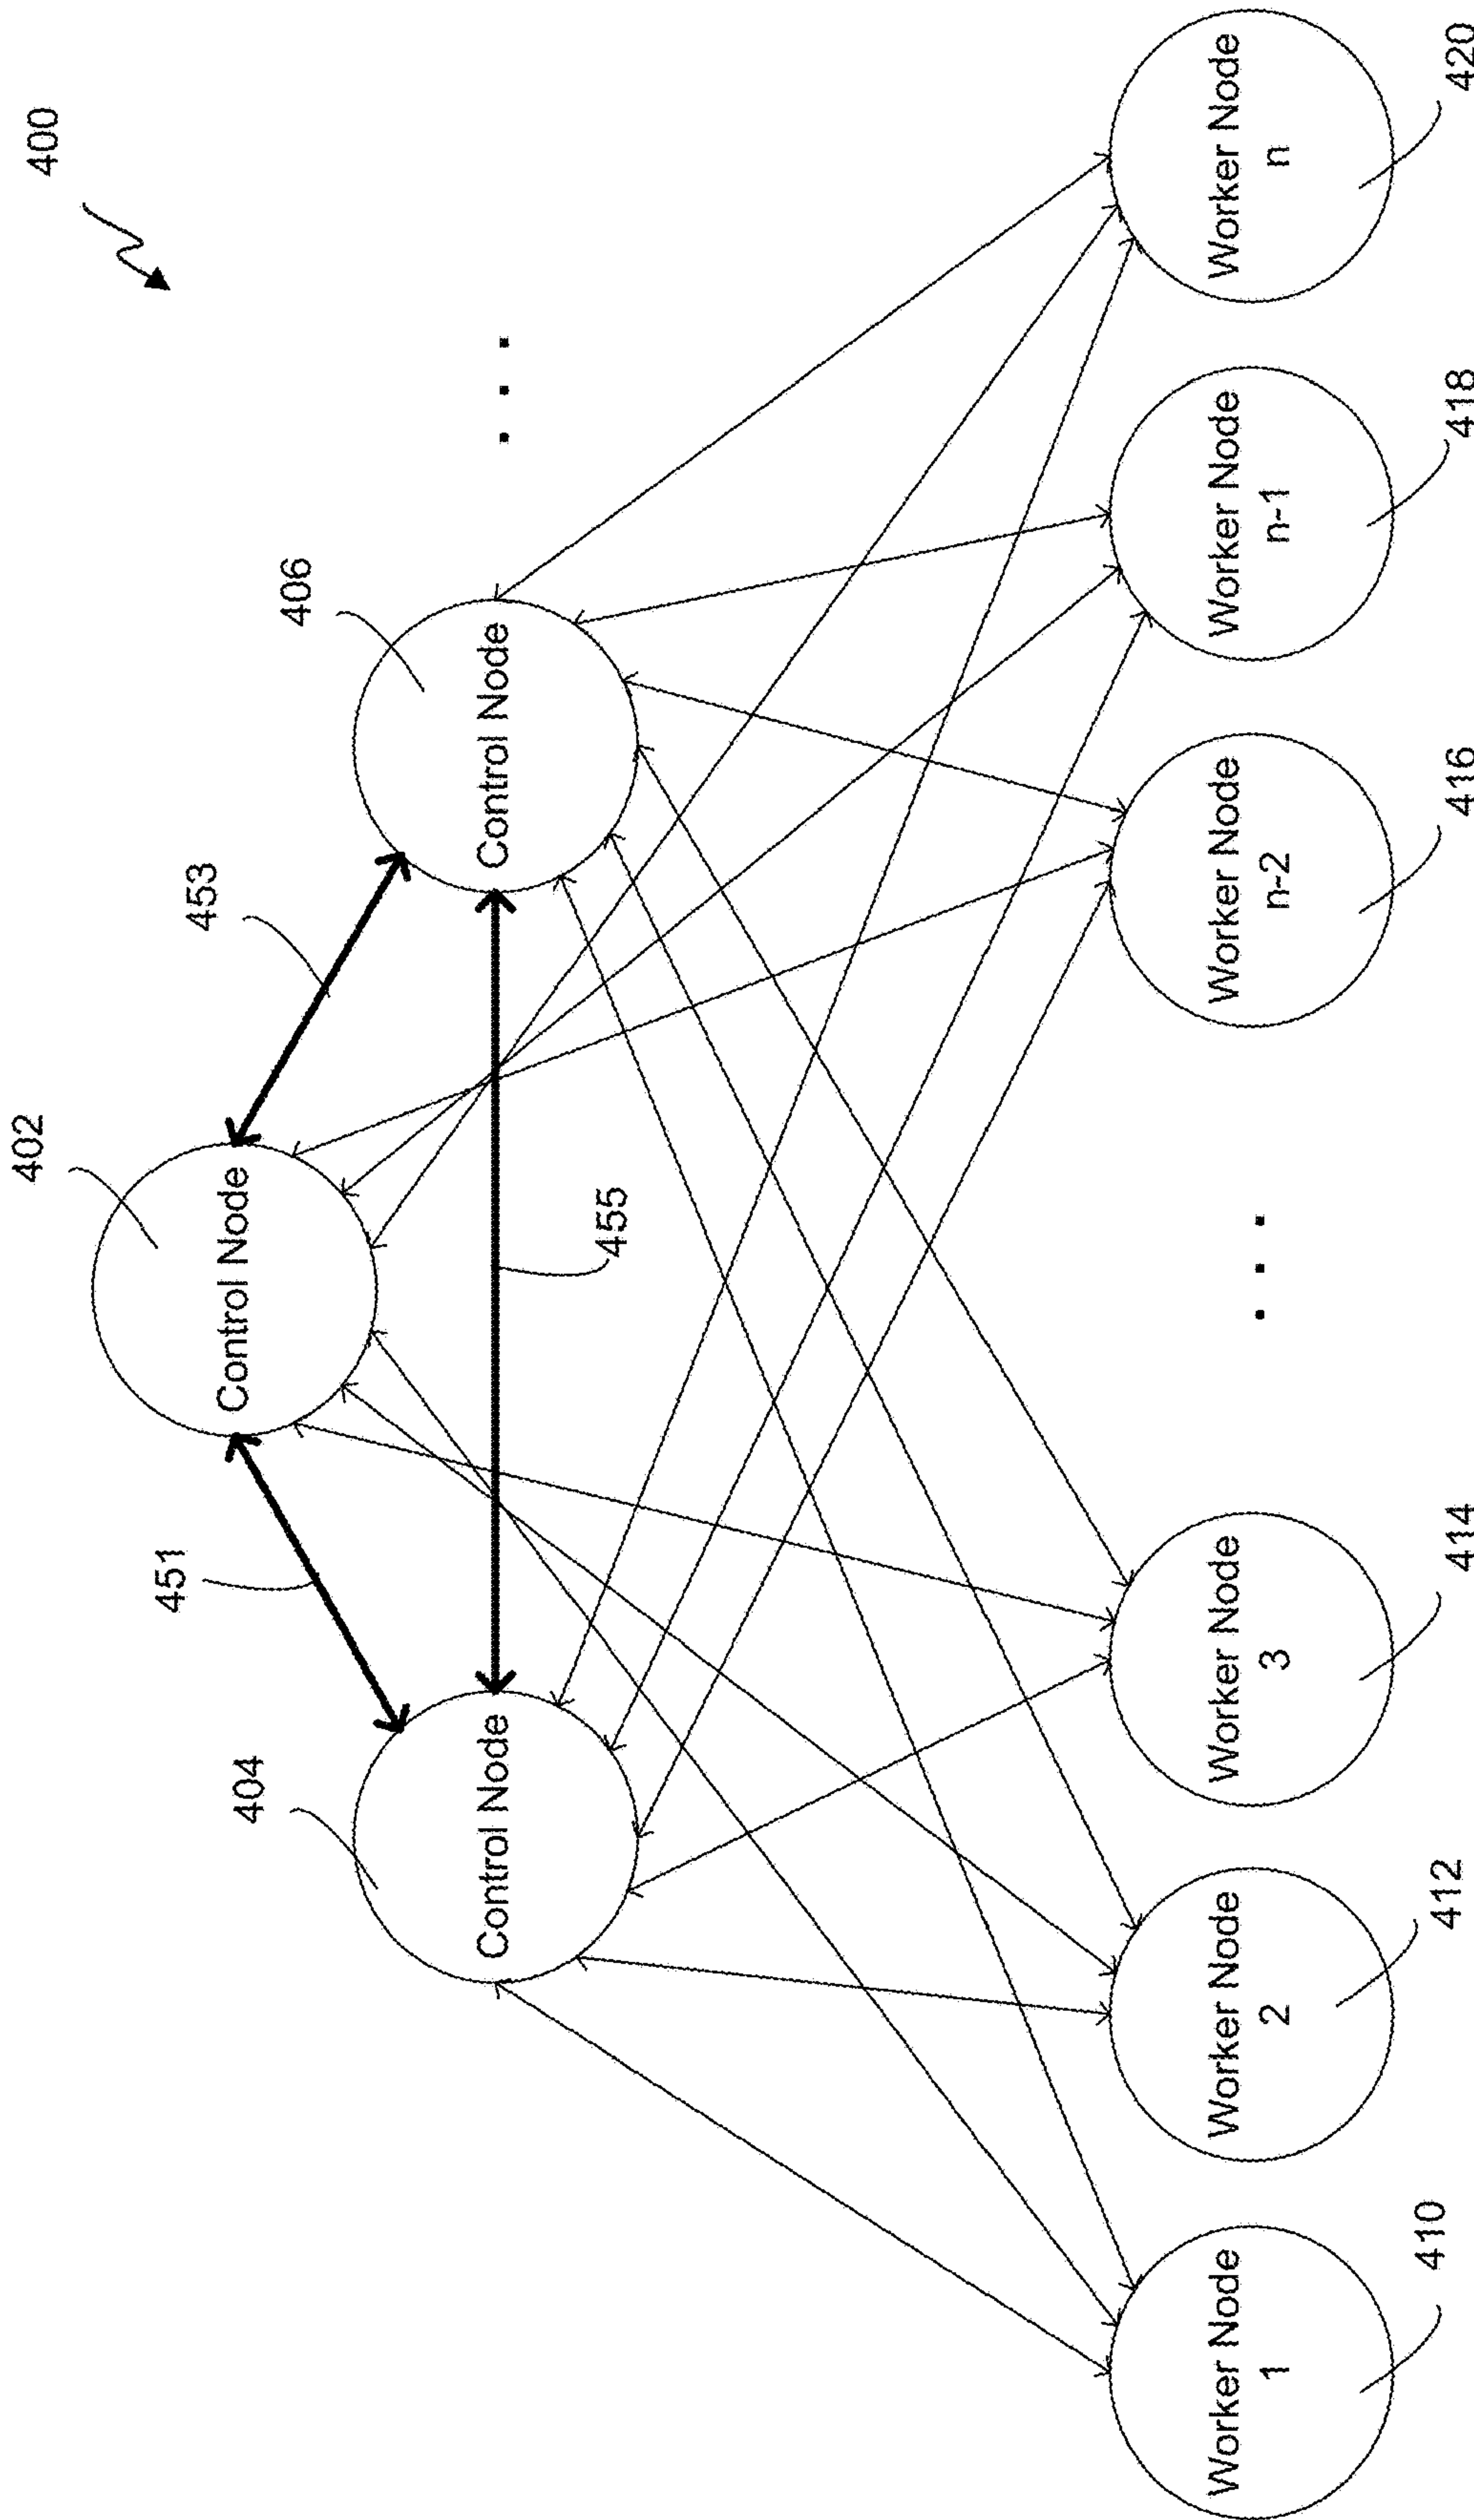 400
402
Control Node
451
453
404
406
Control Node
Control Node
. . .
455
Worker Node
1
Worker Node
2
Worker Node
3
. . .
Worker Node
n-2
Worker Node
n-1
Worker Node
n
410
412
414
416
418
420